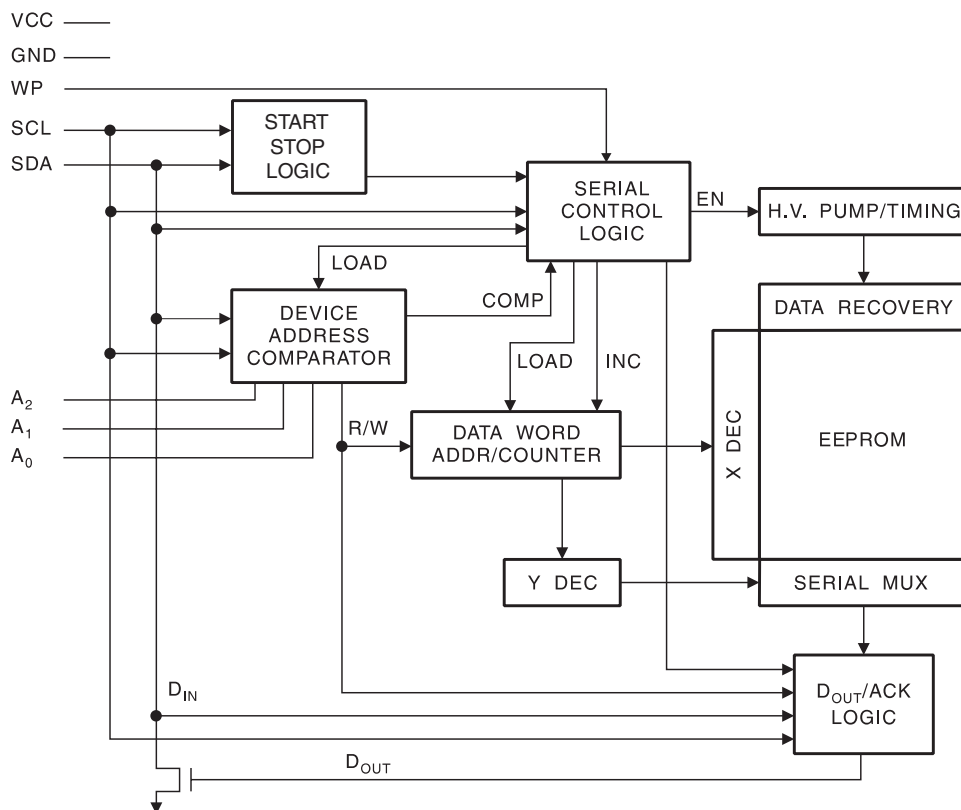 VCC
GND
WP
SCL
SDA
START
STOP
LOGIC
SERIAL
CONTROL
LOGIC
EN
H.V. PUMP/TIMING
LOAD
COMP
DEVICE
ADDRESS
COMPARATOR
DATA RECOVERY
LOAD
INC
A2
A1
A0
R/W
DATA WORD
ADDR/COUNTER
X DEC
EEPROM
Y DEC
SERIAL MUX
DIN
DOUT/ACK
LOGIC
DOUT